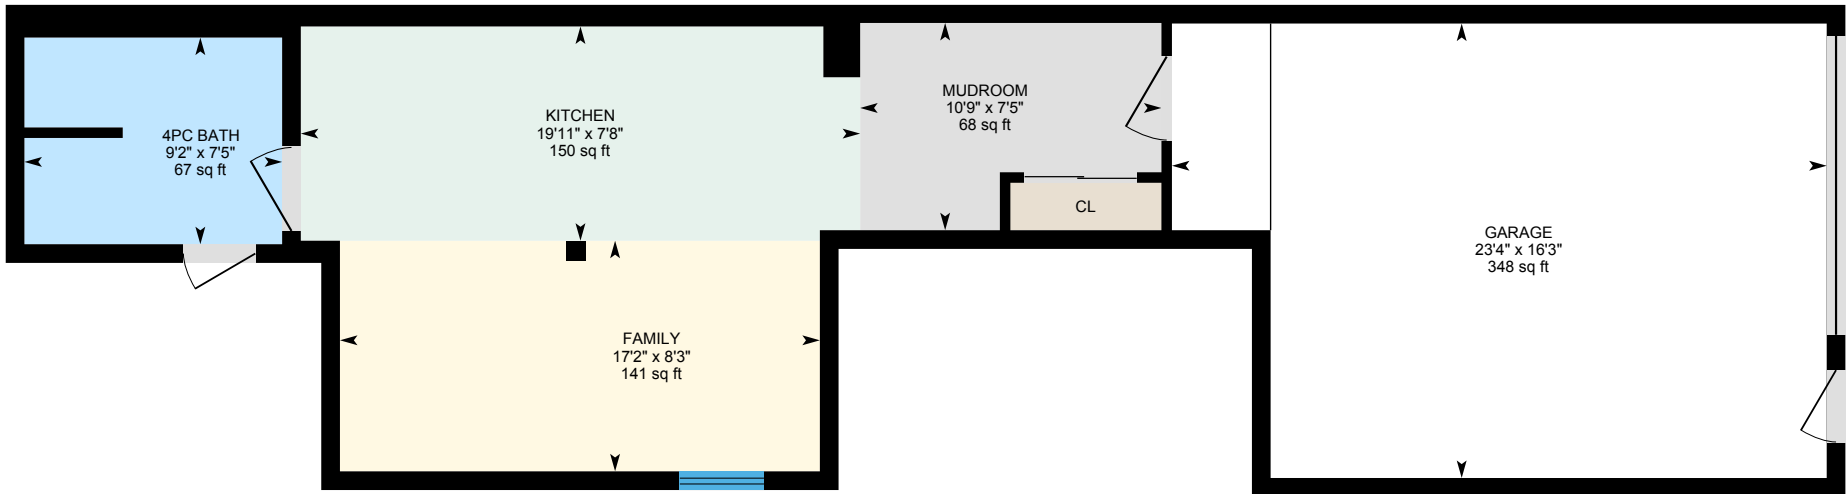 4PC BATH
9'2" x 7'5"
67 sq ft
KITCHEN
19'11" x 7'8"
150 sq ft
MUDROOM
10'9" x 7'5"
68 sq ft
CL
GARAGE
23'4" x 16'3"
348 sq ft
FAMILY
17'2" x 8'3"
141 sq ft